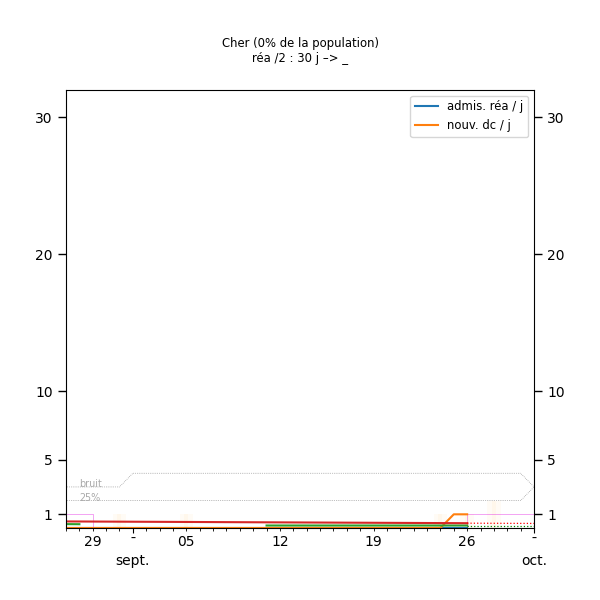 Cher (0% de la population)
réa /2 : 30 j –> _
admis. réa / j
nouv. dc / j
30 30
20 20
10 10
5 5
bruit
25%
1 1
29 - 05 12 19 26 -
sept. oct.